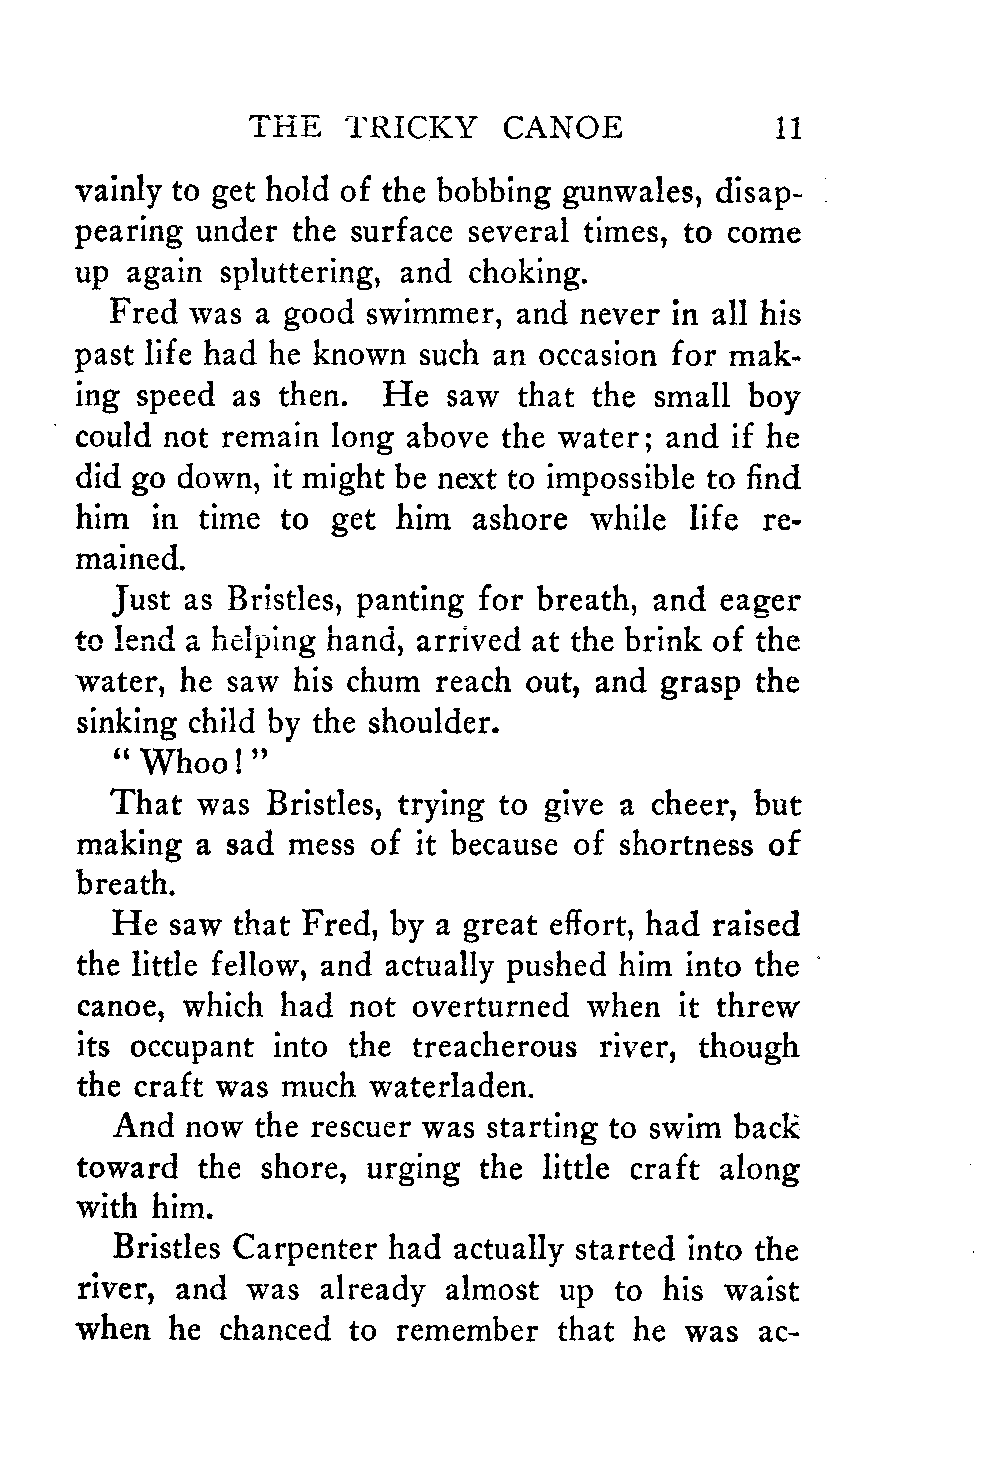 THE TRICKY CANOE 11
vainly to get hold of the bobbing gunwales, disap-
pearing under the surface several times, to come
up again spluttering, and choking.
Fred was a good swimmer, and never in all his
past life had he known such an occasion for mak-
ing speed as then. He saw that the small boy
could not remain long above the water; and if he
did go down, it might be next to impossible to find
him in time to get him ashore while life re-
mained.
Just as Bristles, panting for breath, and eager
to lend a helping hand, arrived at the brink of the
water, he saw his chum reach out, and grasp the
sinking child by the shoulder.
“ Whoo! ”
That was Bristles, trying to give a cheer, but
making a sad mess of it because of shortness of
breath.
He saw that Fred, by a great effort, had raised
the little fellow, and actually pushed him into the
canoe, which had not overturned when it threw
its occupant into the treacherous river, though
the craft was much waterladen.
And now the rescuer was starting to swim back
toward the shore, urging the little craft along
with him.
Bristles Carpenter had actually started into the
river, and was already almost up to his waist
when he chanced to remember that he was ac-